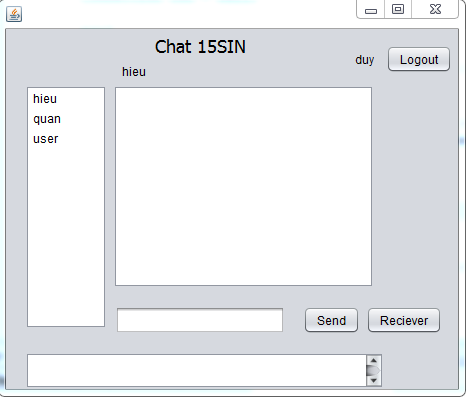 Chat 15SIN
hieu
duy
Logout
hieu
quan
user
Send
Reciever